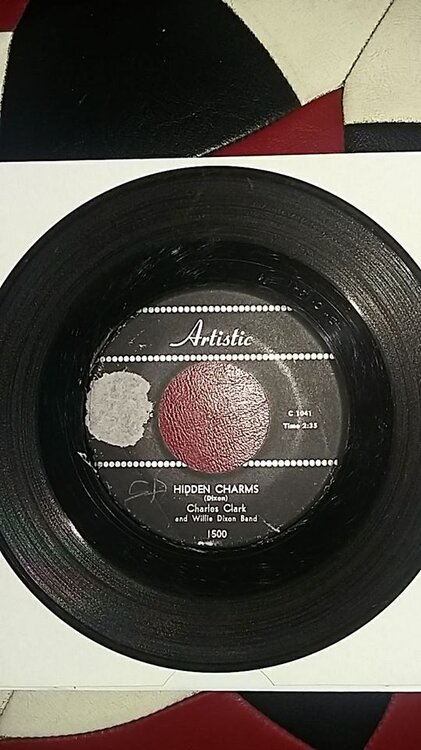 Artistic
C 1041
Time 2:35
HIDDEN CHARMS
(Dixon)
Charles Clark
and Willie Dixon Band
1500